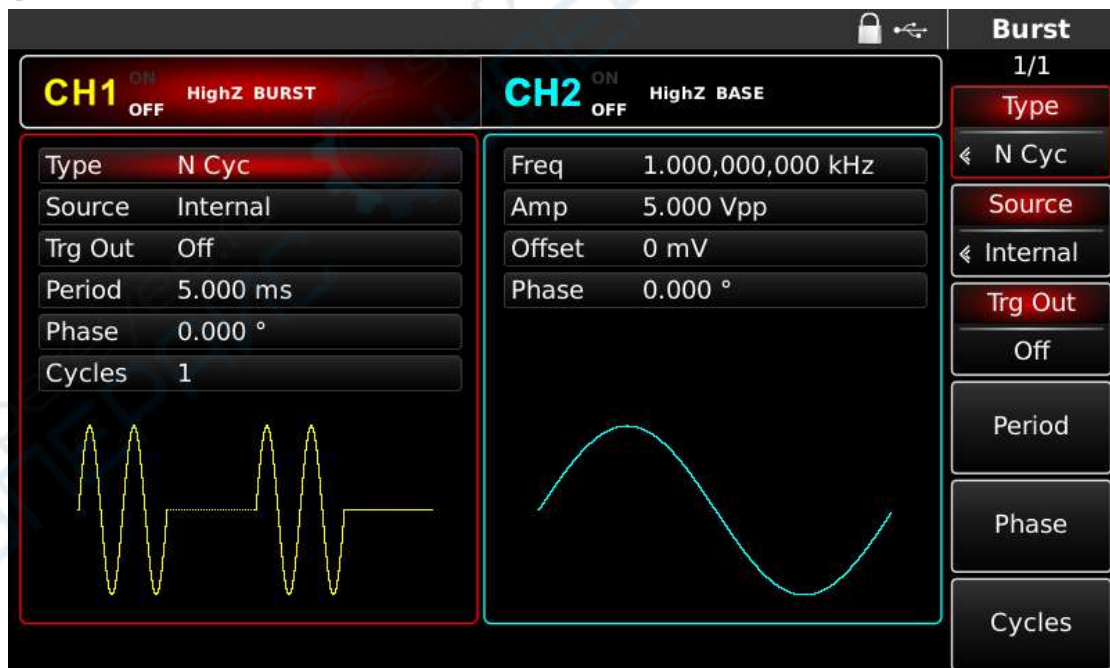 Burst
1/1
CH1 ON OFF HighZ BURST
CH2 ON OFF HighZ BASE
Type N Cyc
Source Internal
Trg Out Off
Period 5.000 ms
Phase 0.000 °
Cycles 1
Freq 1.000,000,000 kHz
Amp 5.000 Vpp
Offset 0 mV
Phase 0.000 °
Type
N Cyc
Source
Internal
Trg Out
Off
Period
Phase
Cycles